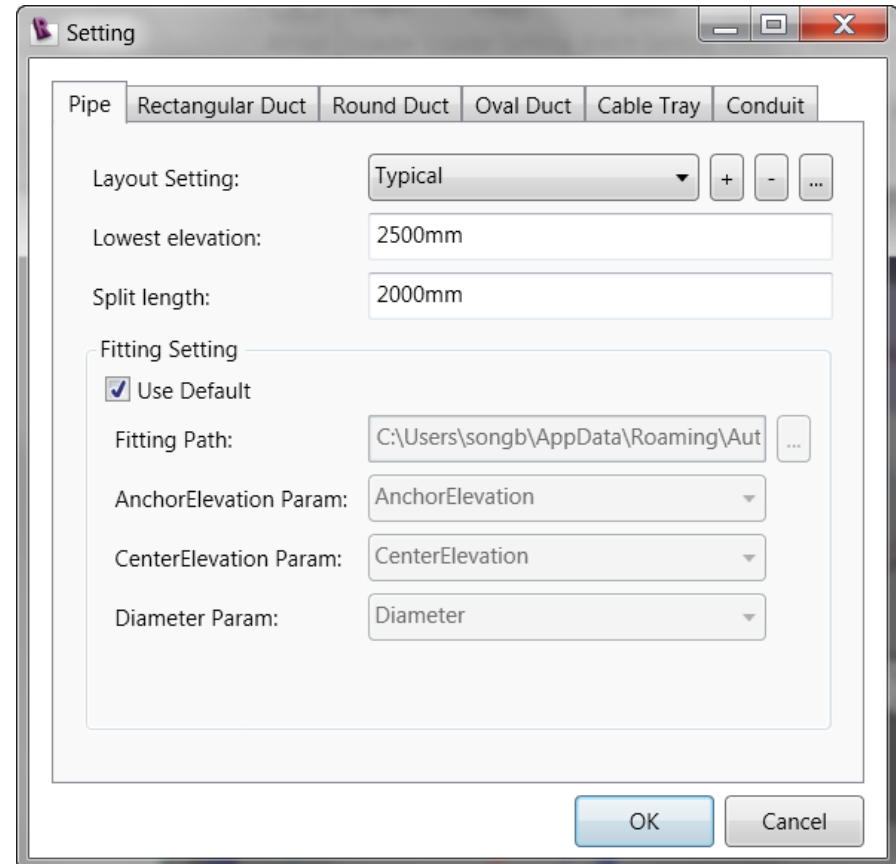 Setting
Pipe Rectangular Duct Round Duct Oval Duct Cable Tray Conduit
Layout Setting: Typical + - ...
Lowest elevation: 2500mm
Split length: 2000mm
Fitting Setting
Use Default
Fitting Path: C:\Users\songb\AppData\Roaming\Aut ...
AnchorElevation Param: AnchorElevation
CenterElevation Param: CenterElevation
Diameter Param: Diameter
OK Cancel